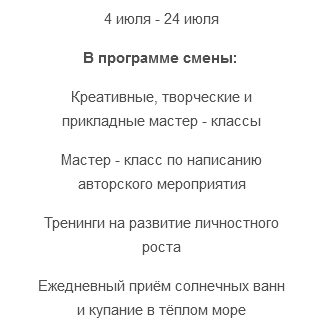 4 июля - 24 июля
В программе смены:
Креативные, творческие и
прикладные мастер - классы
Мастер - класс по написанию
авторского мероприятия
Тренинги на развитие личностного
роста
Ежедневный приём солнечных ванн
и купание в тёплом море